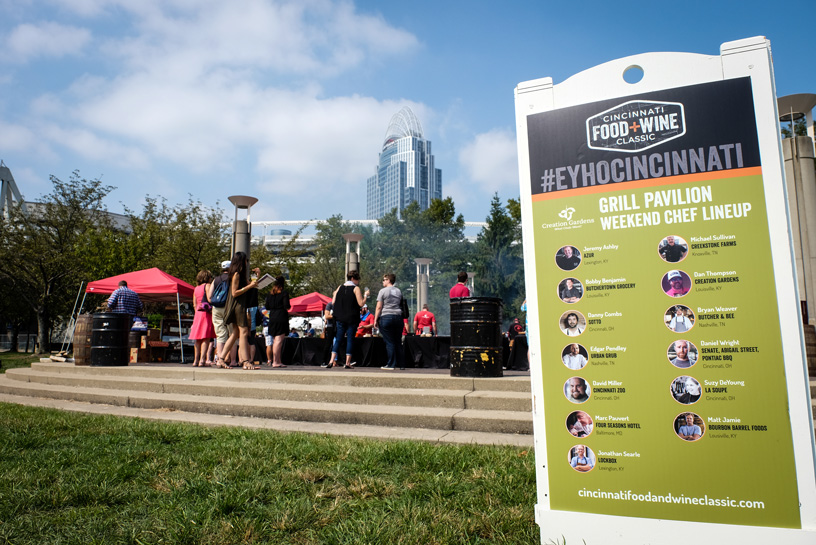 CINCINNATI
FOOD+WINE
CLASSIC
#EYHOCINCINNATI
Creation Gardens
GRILL PAVILION
WEEKEND CHEF LINEUP
Jeremy Ashby
AZUR
Lexington, KY
Bobby Benjamin
BUTCHERTOWN GROCERY
Louisville, KY
Danny Combs
SOTTO
Cincinnati, OH
Edgar Pendley
URBAN GRUB
Nashville, TN
David Miller
CINCINNATI ZOO
Cincinnati, OH
Marc Pauvert
FOUR SEASONS HOTEL
Baltimore, MD
Jonathan Searle
LOCKBOX
Lexington, KY
Michael Sullivan
CREEKSTONE FARMS
Knoxville, TN
Dan Thompson
CREATION GARDENS
Louisville, KY
Bryan Weaver
BUTCHER & BEE
Nashville, TN
Daniel Wright
SENATE, ABIGAIL STREET,
PONTIAC BBQ
Cincinnati, OH
Suzy DeYoung
LA SOUPE
Cincinnati, OH
Matt Jamie
BOURBON BARREL FOODS
Louisville, KY
cincinnatifoodandwineclassic.com